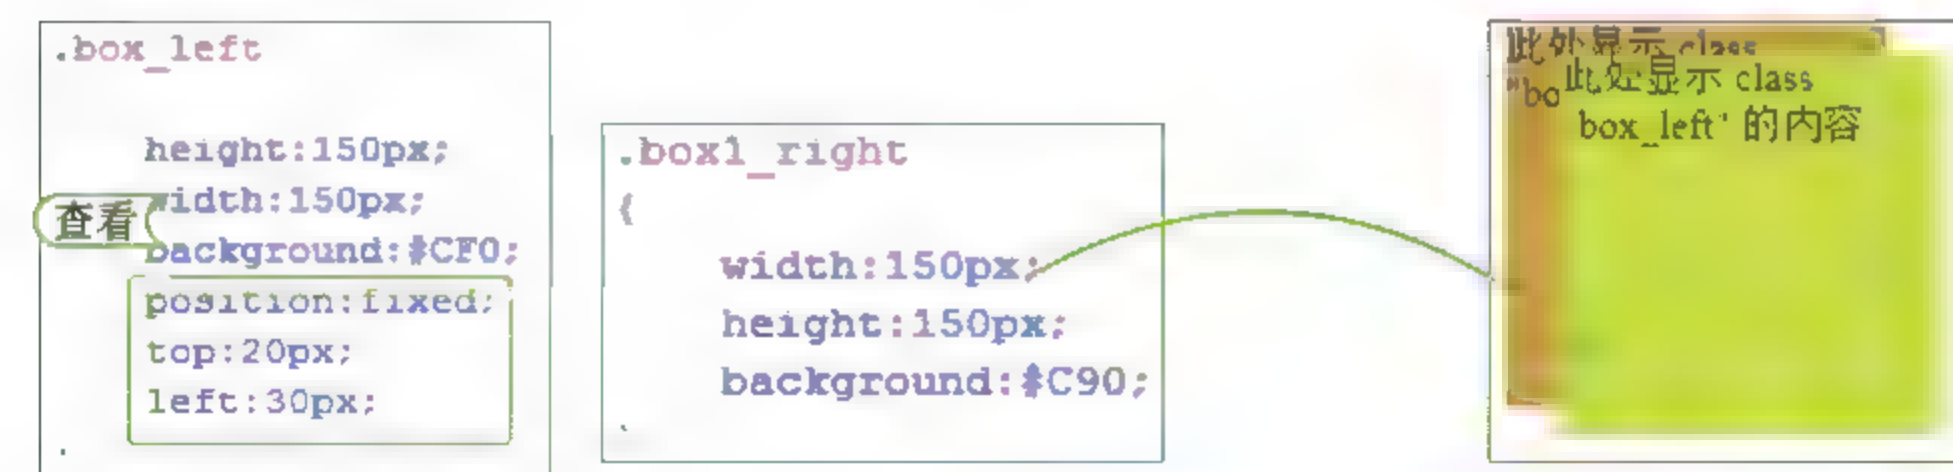 .box_left
height:150px;
width:150px;
background:#CF0;
position:fixed;
top:20px;
left:30px;
查看
.box1_right
{
width:150px;
height:150px;
background:#C90;
此处显示 class
"bo
此处显示 class
box_left" 的内容